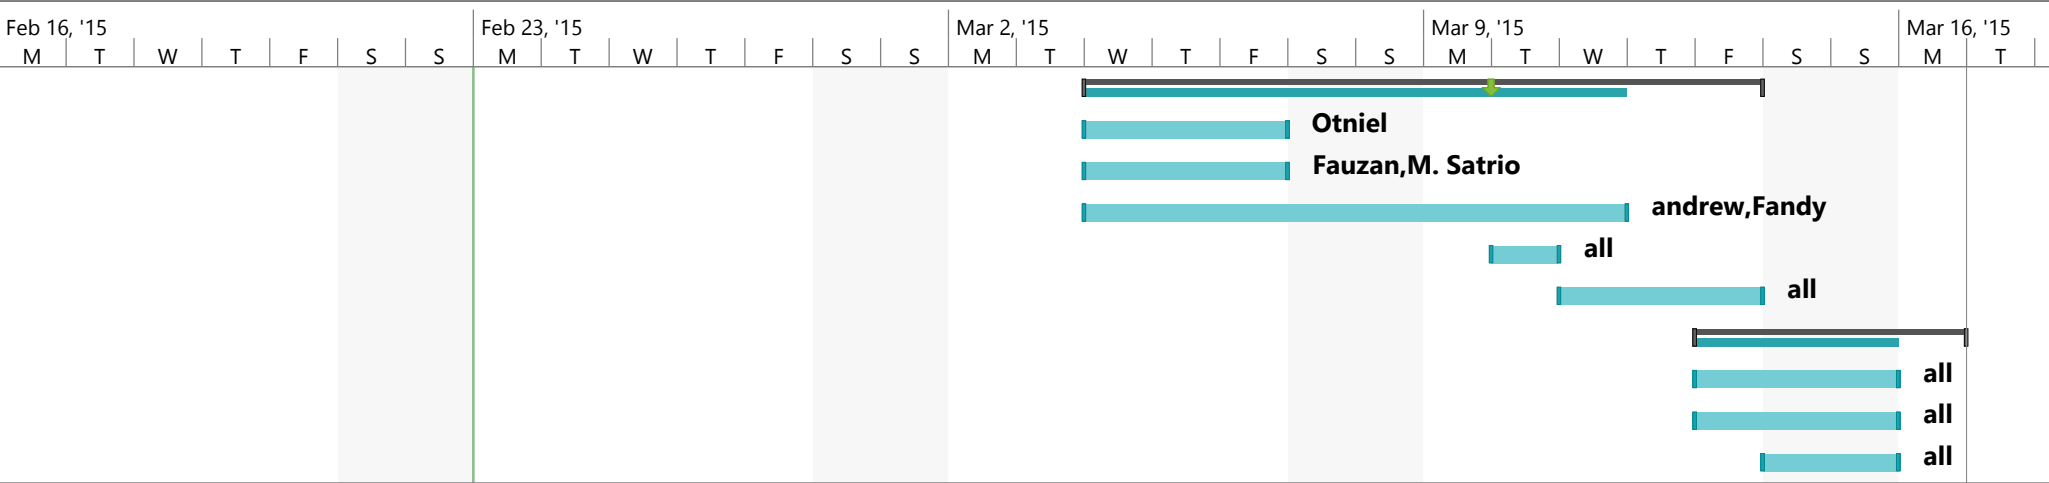 Feb 16, '15 Feb 23, '15 Mar 2, '15 Mar 9, '15 Mar 16, '15
M T W T F S S M T W T F S S M T W T F S S M T W T F S S M T
Otniel
Fauzan,M. Satrio
andrew,Fandy
all
all
all
all
all